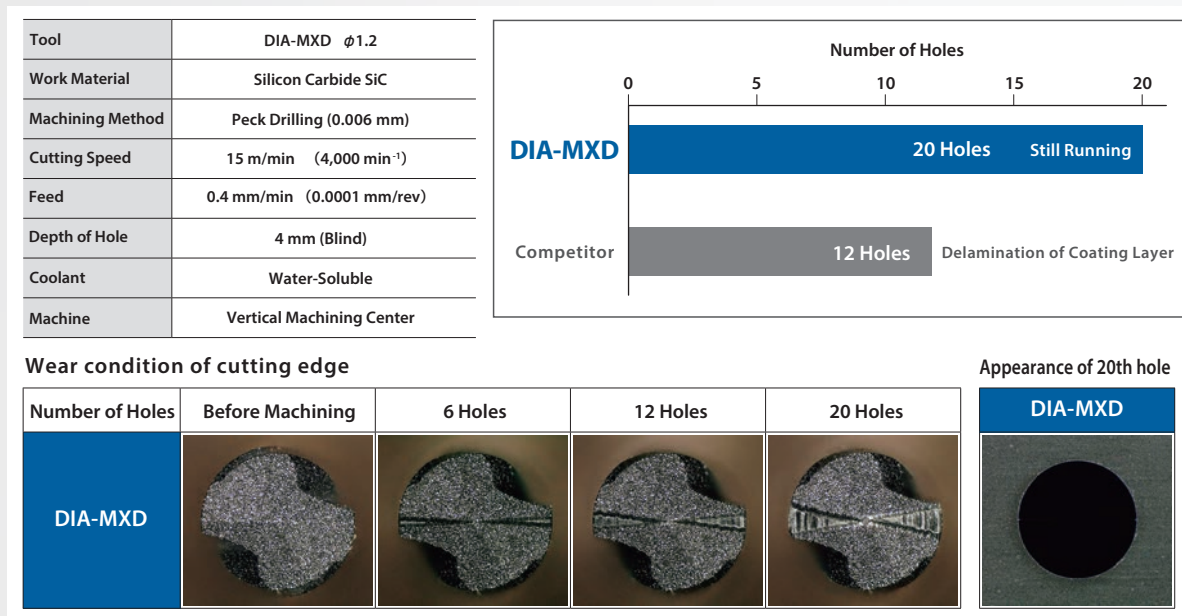 Tool DIA-MXD φ1.2
Work Material Silicon Carbide SiC
Machining Method Peck Drilling (0.006 mm)
Cutting Speed 15 m/min （4,000 min⁻¹）
Feed 0.4 mm/min （0.0001 mm/rev）
Depth of Hole 4 mm (Blind)
Coolant Water-Soluble
Machine Vertical Machining Center
Number of Holes
0 5 10 15 20
DIA-MXD 20 Holes Still Running
Competitor 12 Holes Delamination of Coating Layer
Wear condition of cutting edge
Number of Holes Before Machining 6 Holes 12 Holes 20 Holes
DIA-MXD
Appearance of 20th hole
DIA-MXD